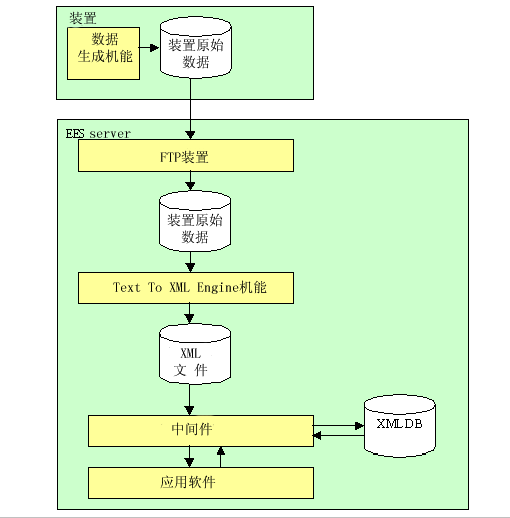 装置
数据
生成机能
装置原始
数据
EES server
FTP装置
装置原始
数据
Text To XML Engine机能
XML
文 件
中间件
XMLDB
应用软件